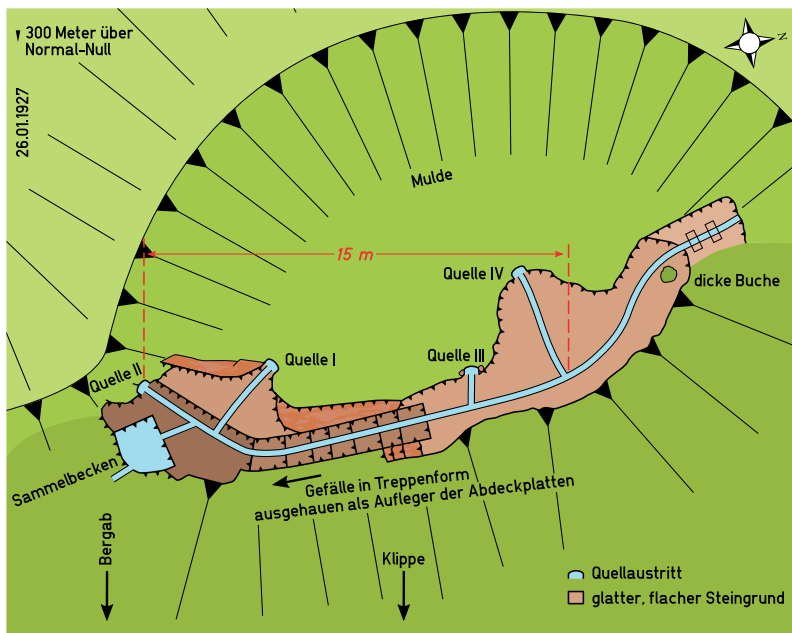 300 Meter über
Normal-Null
26.01.1927
N
Mulde
15 m
Quelle IV
dicke Buche
Quelle III
Quelle I
Quelle II
Sammelbecken
Gefälle in Treppenform
ausgehauen als Aufleger der Abdeckplatten
Bergab
Klippe
Quellaustritt
glatter, flacher Steingrund